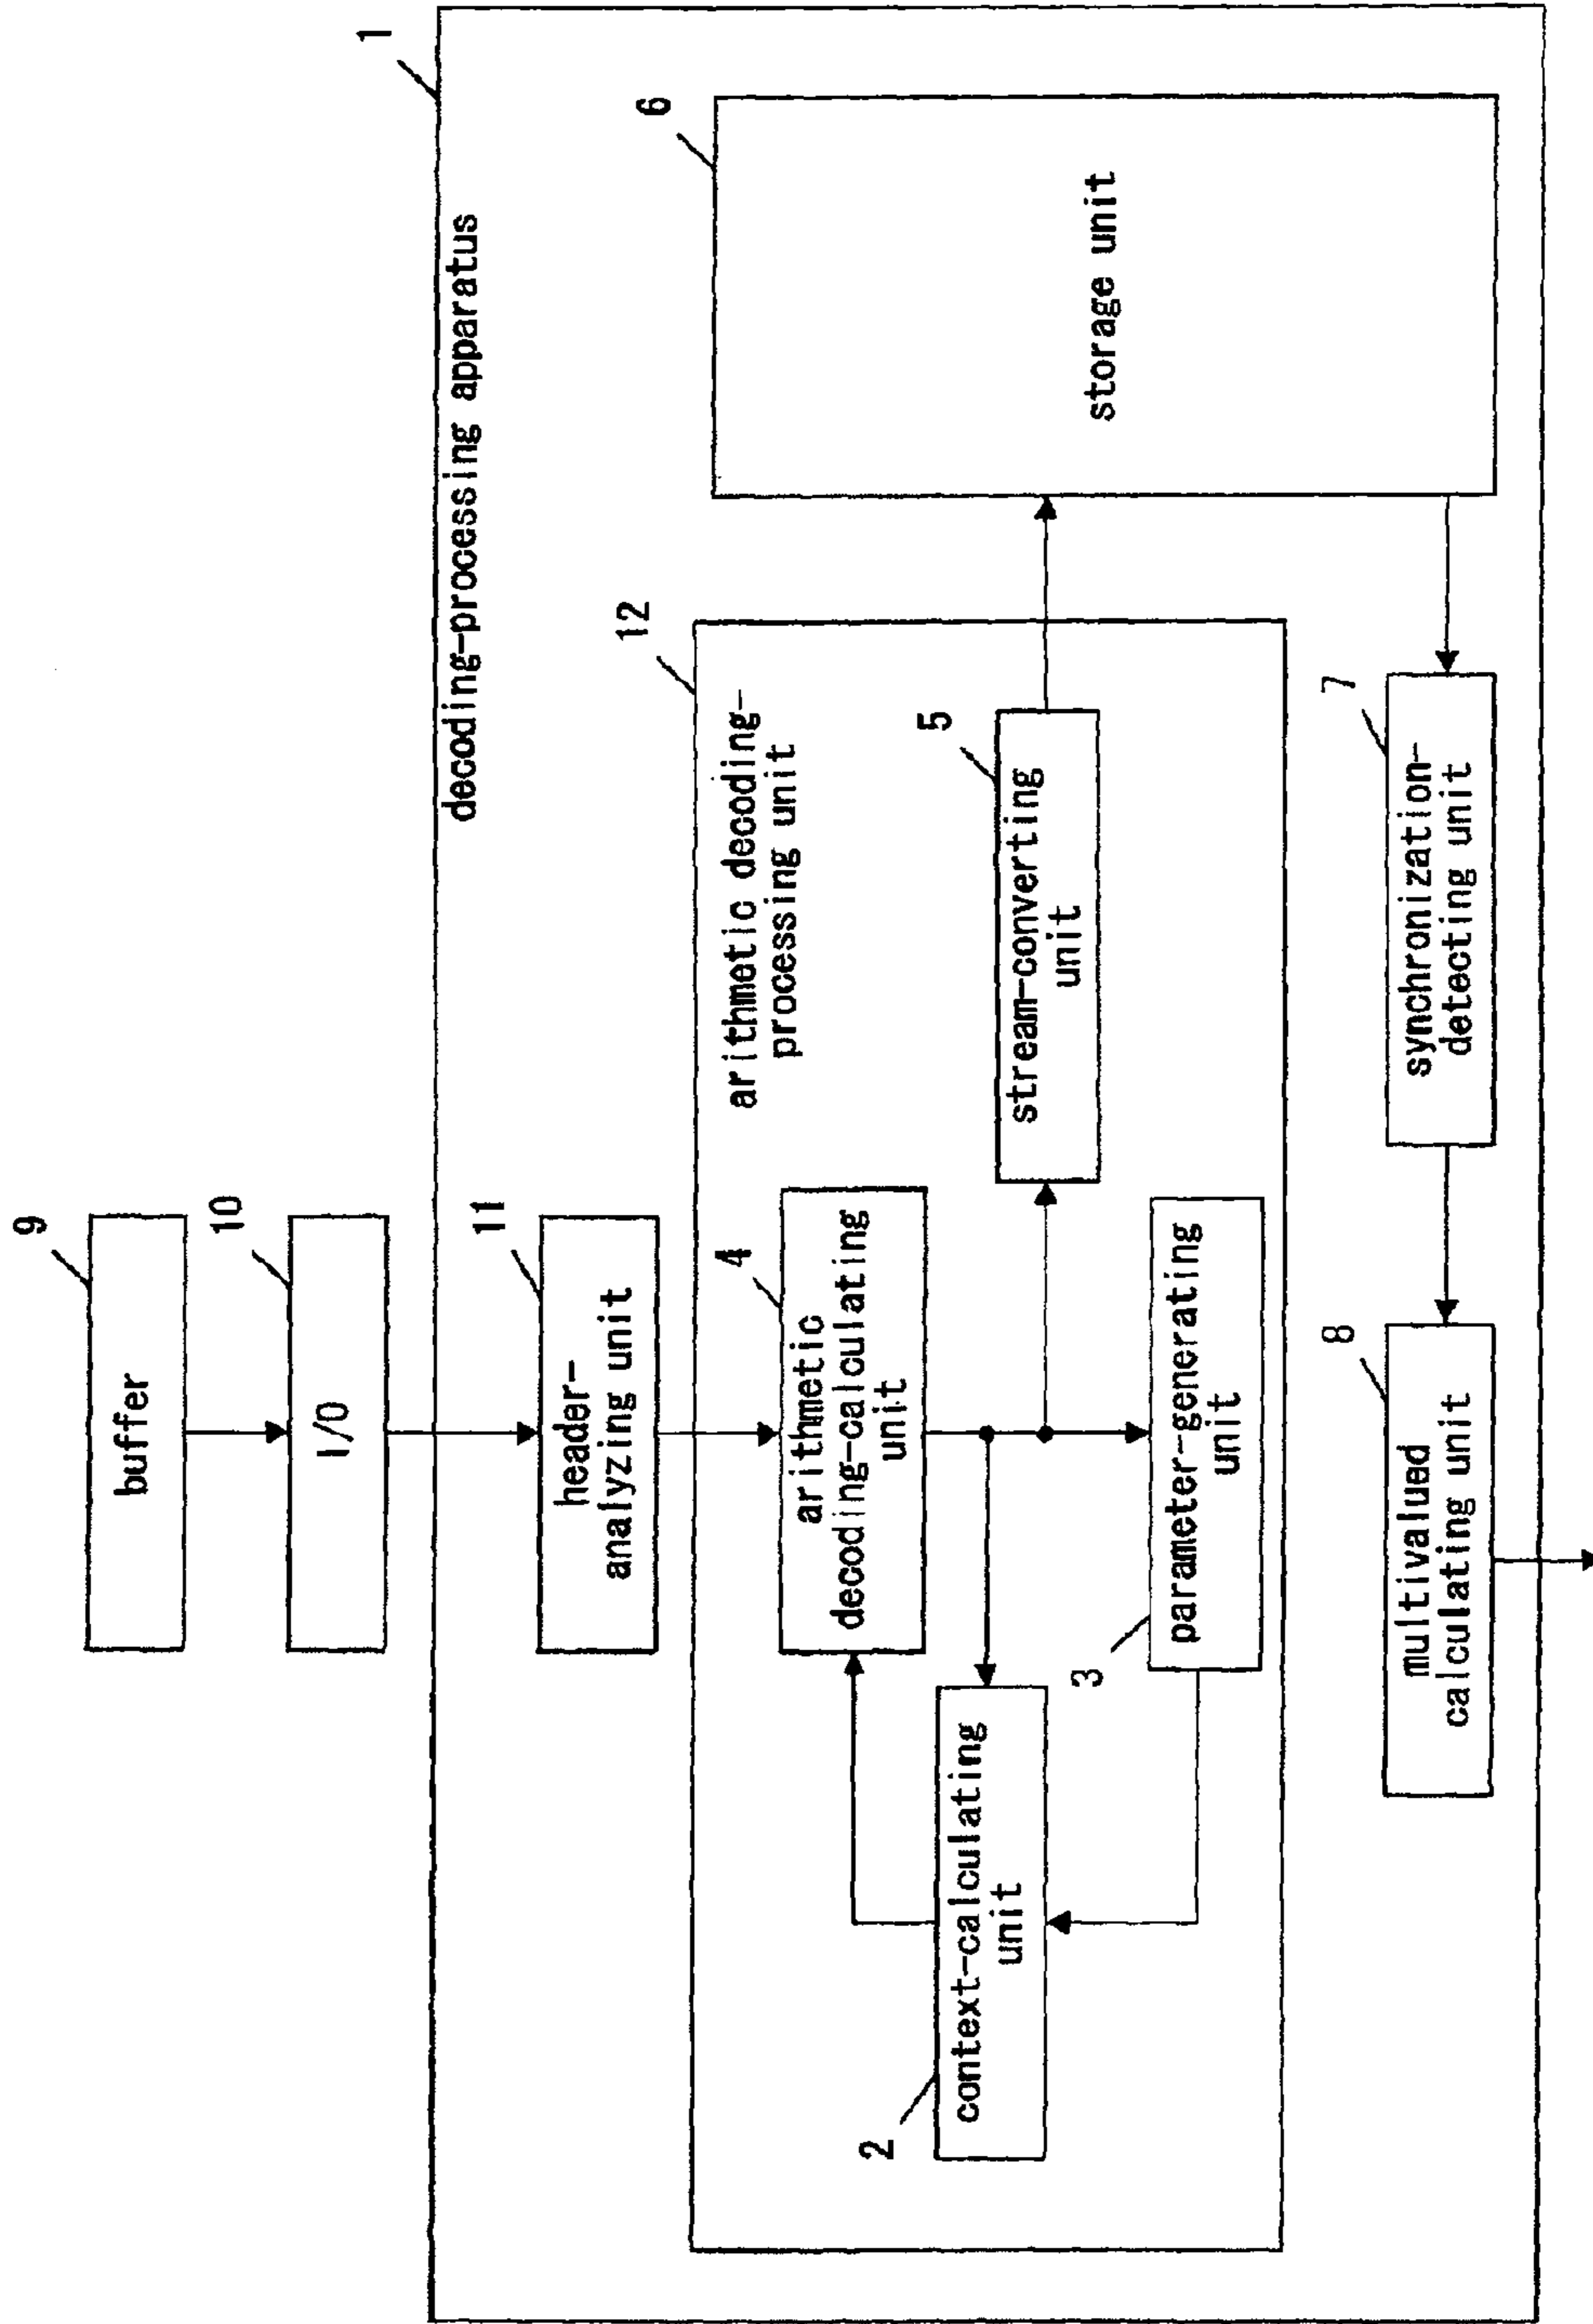 9
buffer
10
I/O
1
decoding-processing apparatus
11
header-
analyzing unit
12
arithmetic decoding-
processing unit
4
arithmetic
decoding-calculating
unit
2
context-calculating
unit
5
stream-converting
unit
3
parameter-generating
unit
6
storage unit
8
multivalued
calculating unit
7
synchronization-
detecting unit